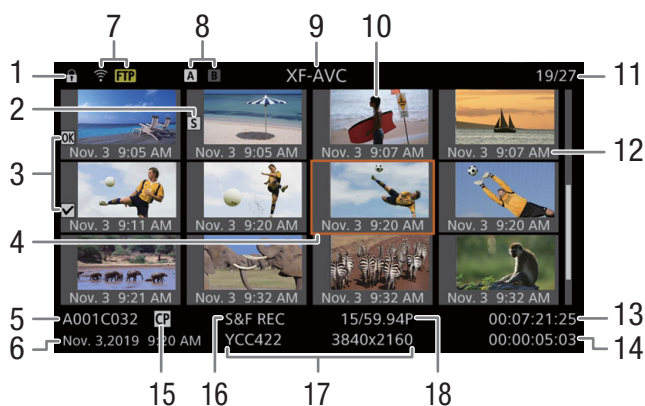 7 8 9 10
1 FTP A B XF-AVC 19/27 11
2 S
OK Nov. 3 9:05 AM Nov. 3 9:05 AM Nov. 3 9:07 AM Nov. 3 9:07 AM 12
3
Nov. 3 9:11 AM Nov. 3 9:20 AM Nov. 3 9:20 AM Nov. 3 9:20 AM
4
Nov. 3 9:21 AM Nov. 3 9:32 AM Nov. 3 9:32 AM Nov. 3 9:32 AM
5 A001C032 CP S&F REC 15/59.94P 00:07:21:25 13
6 Nov. 3,2019 9:20 AM YCC422 3840x2160 00:00:05:03 14
15 16 17 18